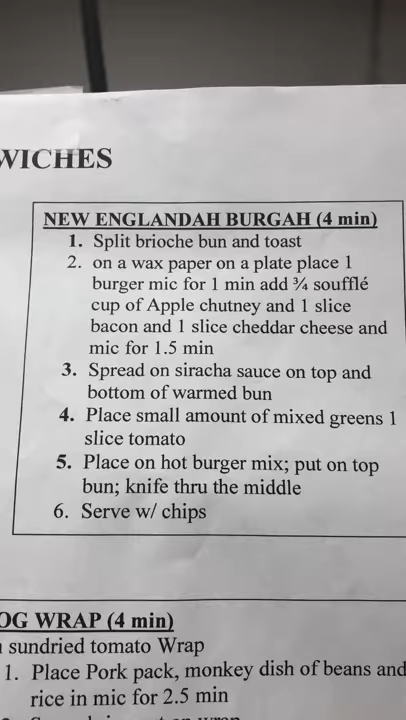 WICHES
NEW ENGLANDAH BURGAH (4 min)
1. Split brioche bun and toast
2. on a wax paper on a plate place 1
burger mic for 1 min add ¾ soufflé
cup of Apple chutney and 1 slice
bacon and 1 slice cheddar cheese and
mic for 1.5 min
3. Spread on siracha sauce on top and
bottom of warmed bun
4. Place small amount of mixed greens 1
slice tomato
5. Place on hot burger mix; put on top
bun; knife thru the middle
6. Serve w/ chips
OG WRAP (4 min)
sundried tomato Wrap
1. Place Pork pack, monkey dish of beans and
rice in mic for 2.5 min